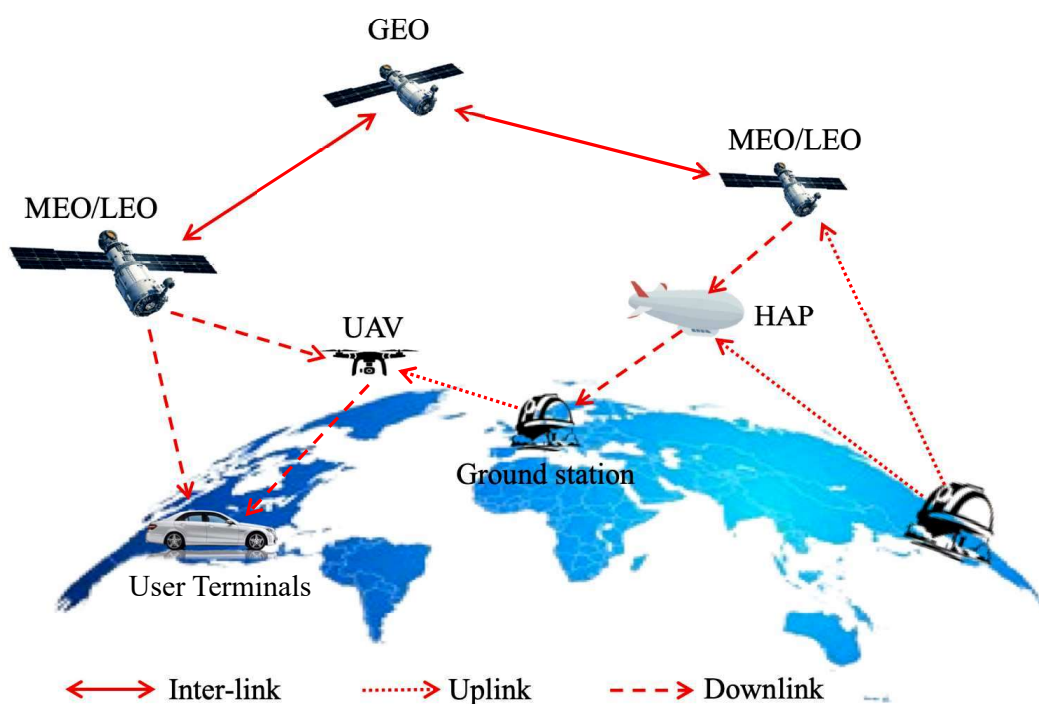 GEO
MEO/LEO
MEO/LEO
HAP
UAV
Ground station
User Terminals
Inter-link
Uplink
Downlink